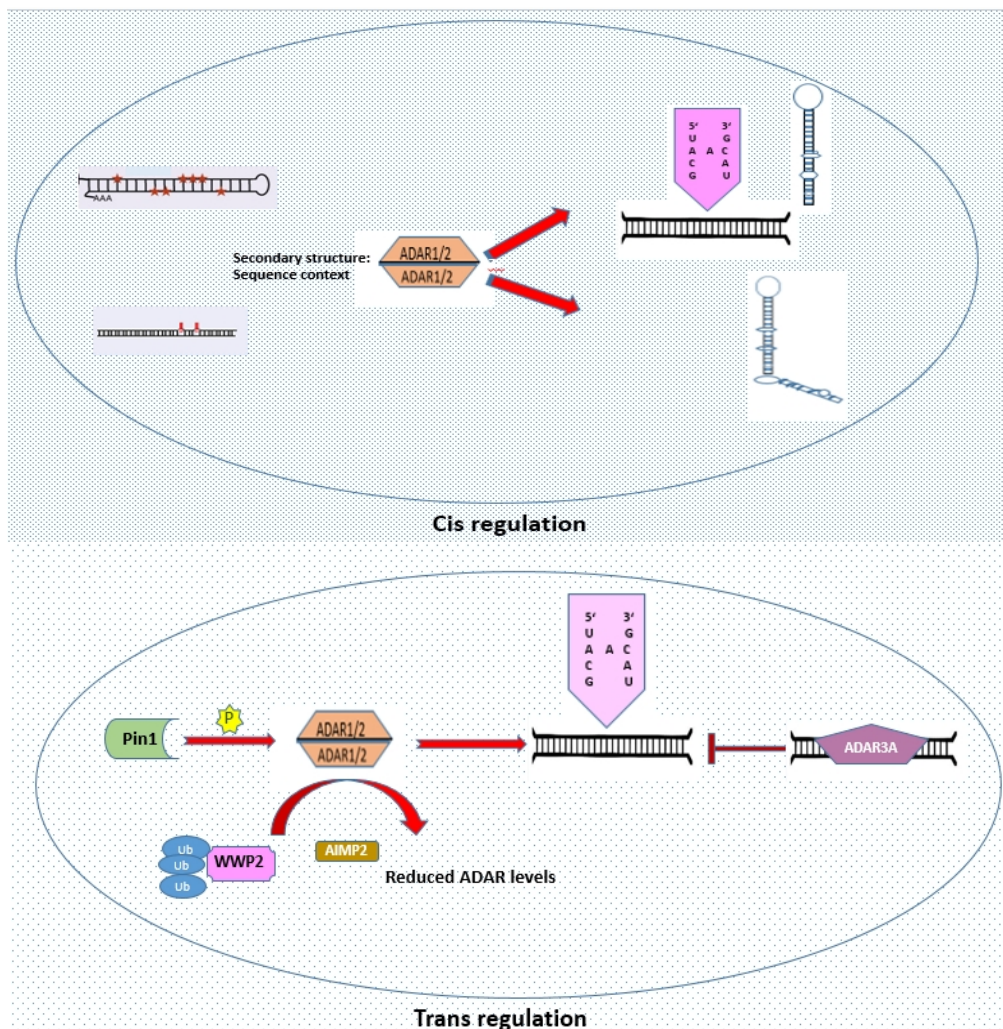 5' 3'
U G
A A C
C A
G U
AAA
Secondary structure:
Sequence context
ADAR1/2
ADAR1/2
Cis regulation
5' 3'
U G
A A C
C A
G U
P
Pin1
ADAR1/2
ADAR1/2
ADAR3A
Ub
Ub
Ub
WWP2
AIMP2
Reduced ADAR levels
Trans regulation